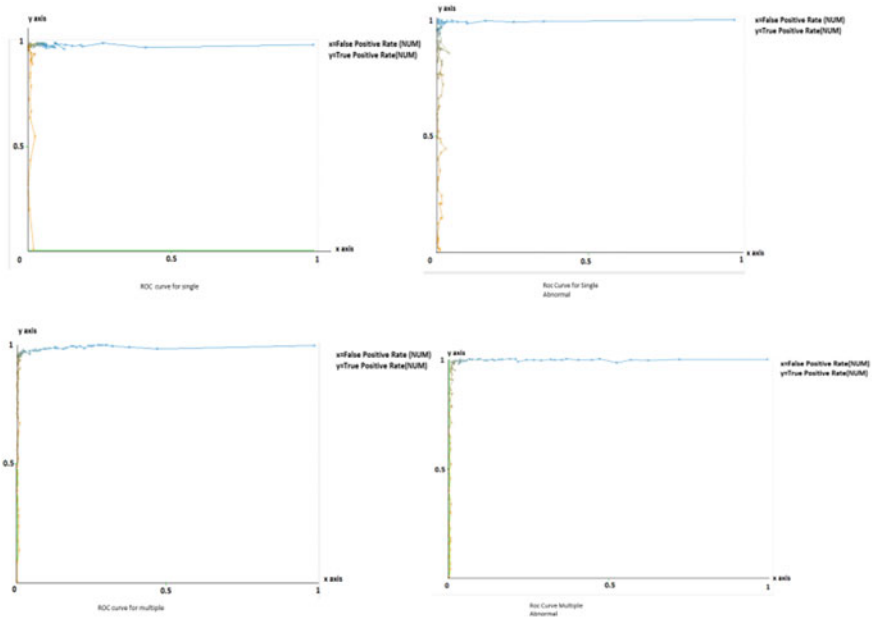 y axis
1
x=False Positive Rate (NUM)
y=True Positive Rate(NUM)
0.5
x axis
0
0.5
1
ROC curve for single
y axis
1
x=False Positive Rate (NUM)
y=True Positive Rate(NUM)
0.5
x axis
0
0.5
1
Roc Curve for Single
Abnormal
y axis
1
x=False Positive Rate (NUM)
y=True Positive Rate(NUM)
0.5
x axis
0
0.5
1
ROC curve for multiple
y axis
1
x=False Positive Rate(NUM)
y=True Positive Rate(NUM)
0.5
x axis
0
0.5
1
Roc Curve Multiple
Abnormal